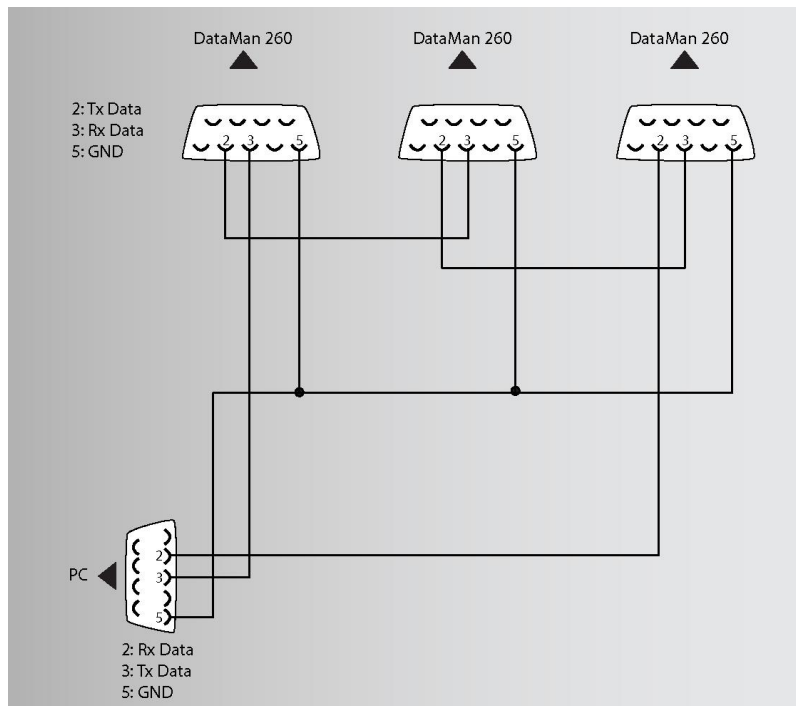 DataMan 260 DataMan 260 DataMan 260
2: Tx Data
3: Rx Data
5: GND
2 3 5 2 3 5 2 3 5
2
PC 3
5
2: Rx Data
3: Tx Data
5: GND